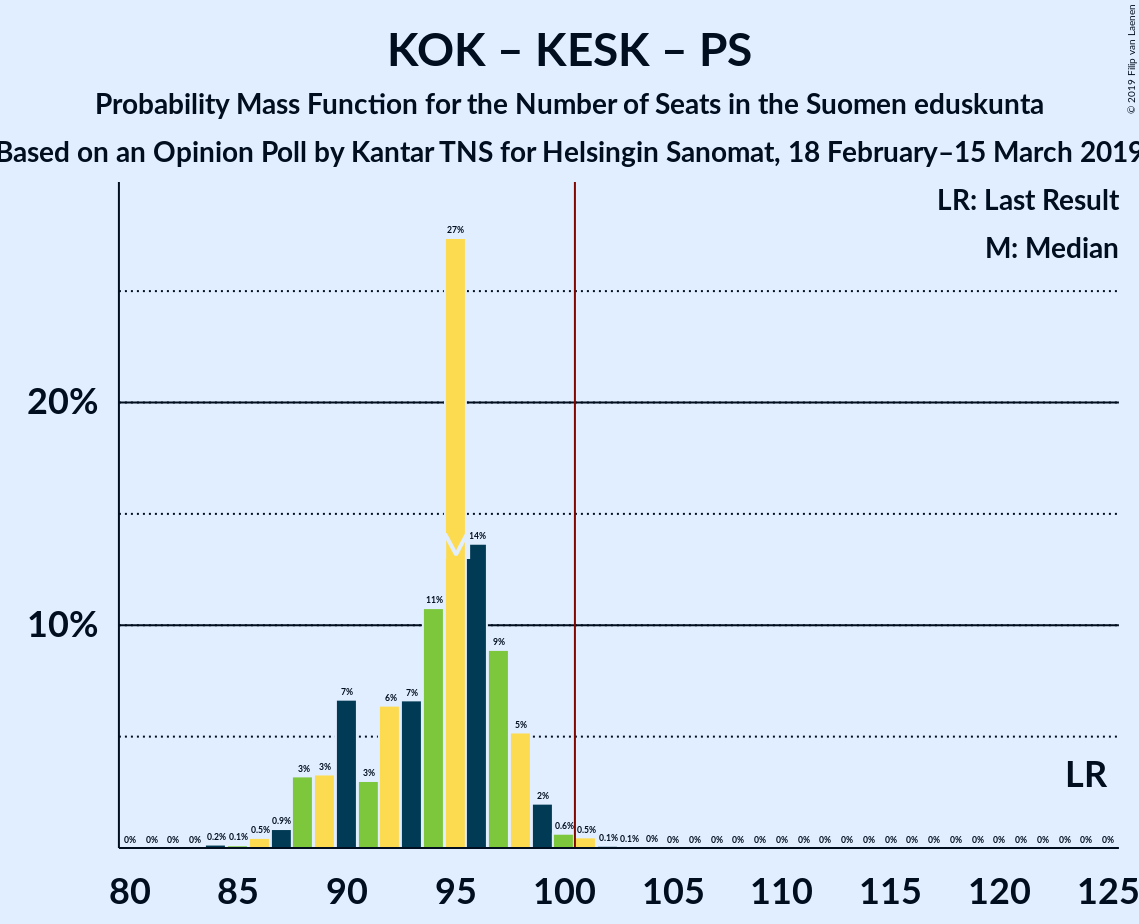 KOK – KESK – PS
Probability Mass Function for the Number of Seats in the Suomen eduskunta
Based on an Opinion Poll by Kantar TNS for Helsingin Sanomat, 18 February–15 March 2019
© 2019 Filip van Laenen
LR: Last Result
M: Median
27%
20%
14%
11%
10%
9%
7% 6% 7%
5%
3% 3% 3%
LR
2%
0% 0% 0% 0% 0.2% 0.1% 0.5% 0.9% 0.6% 0.5% 0.1% 0.1% 0% 0% 0% 0% 0% 0% 0% 0% 0% 0% 0% 0% 0% 0% 0% 0% 0% 0% 0% 0% 0% 0%
80 85 90 95 100 105 110 115 120 125